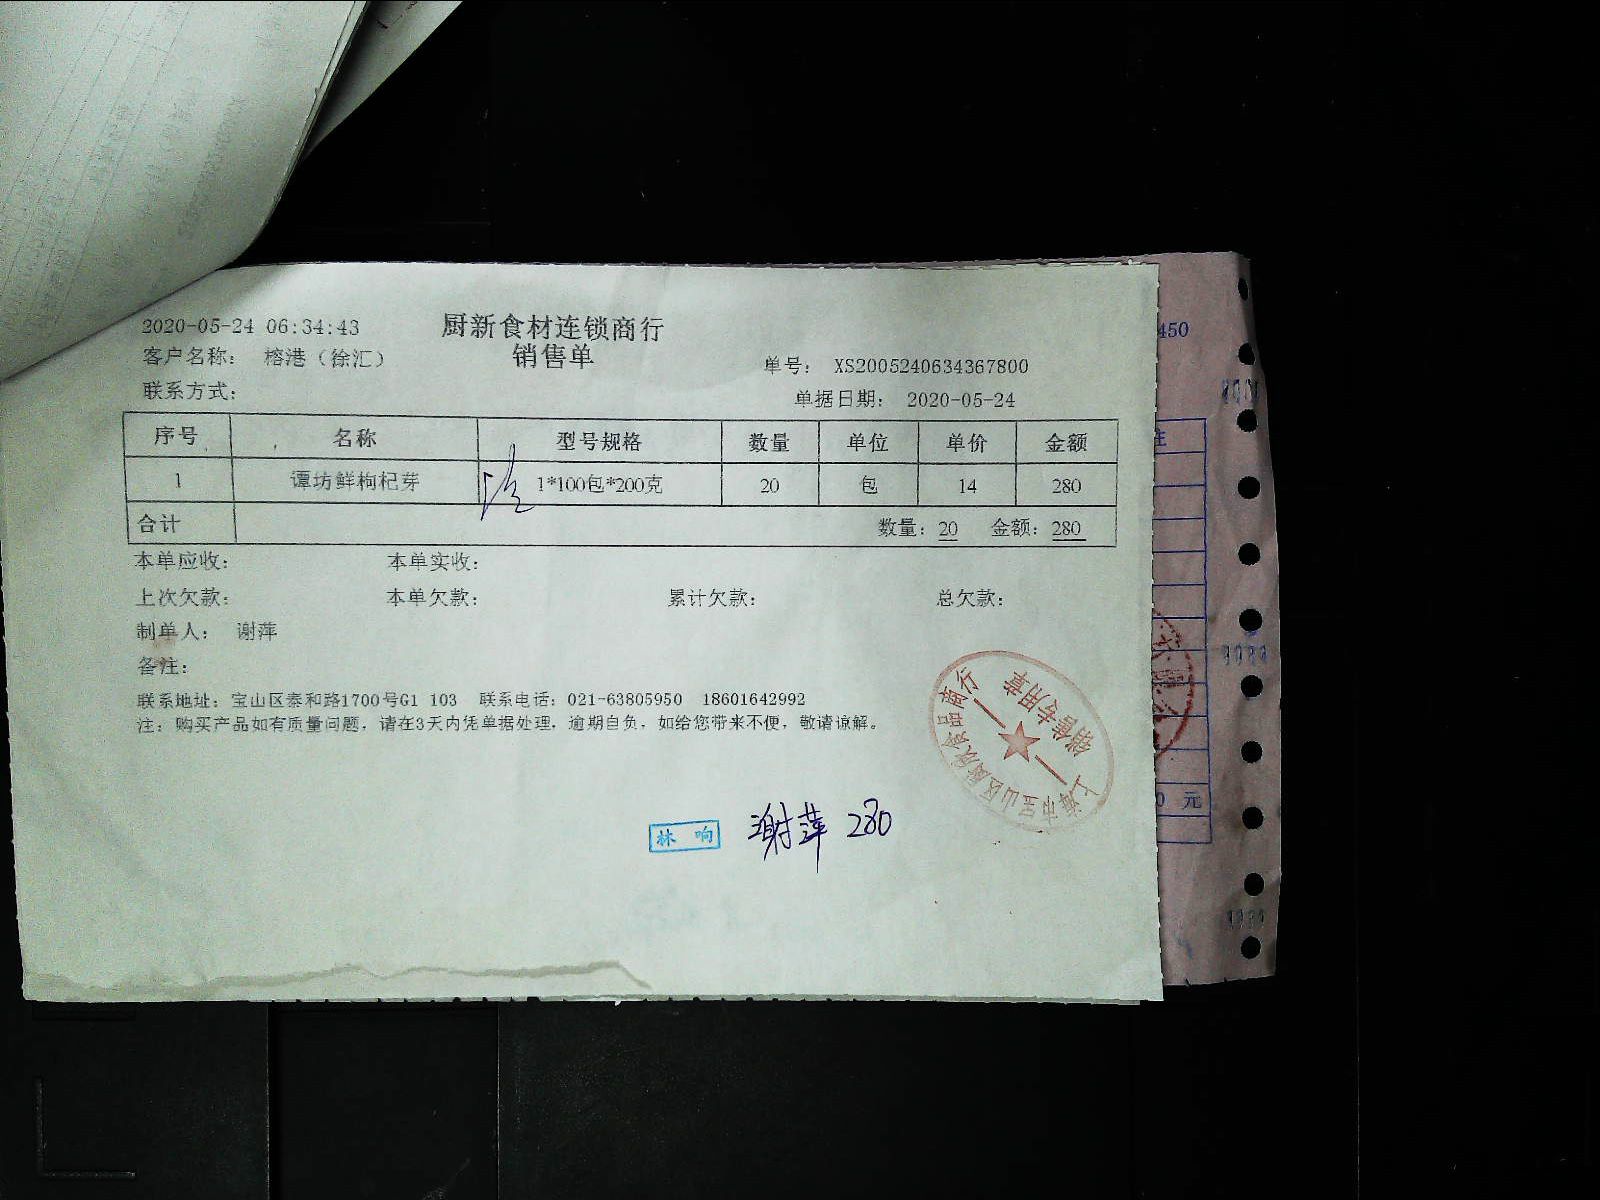 2020-05-24 06:34:43
厨新食材连锁商行
销售单
客户名称： 榕港（徐汇）
单号： XS2005240634367800
联系方式：
单据日期： 2020-05-24
序号 名称 型号规格 数量 单位 单价 金额
1 谭坊鲜枸杞芽 1*100包*200克 20 包 14 280
合计 数量：20 金额：280
本单应收： 本单实收：
上次欠款： 本单欠款： 累计欠款： 总欠款：
制单人： 谢萍
备注：
联系地址：宝山区泰和路1700号G1 103 联系电话：021-63805950 18601642992
注：购买产品如有质量问题，请在3天内凭单据处理，逾期自负，如给您带来不便，敬请谅解。
销售专用章
林 响
谢萍 280
450
元